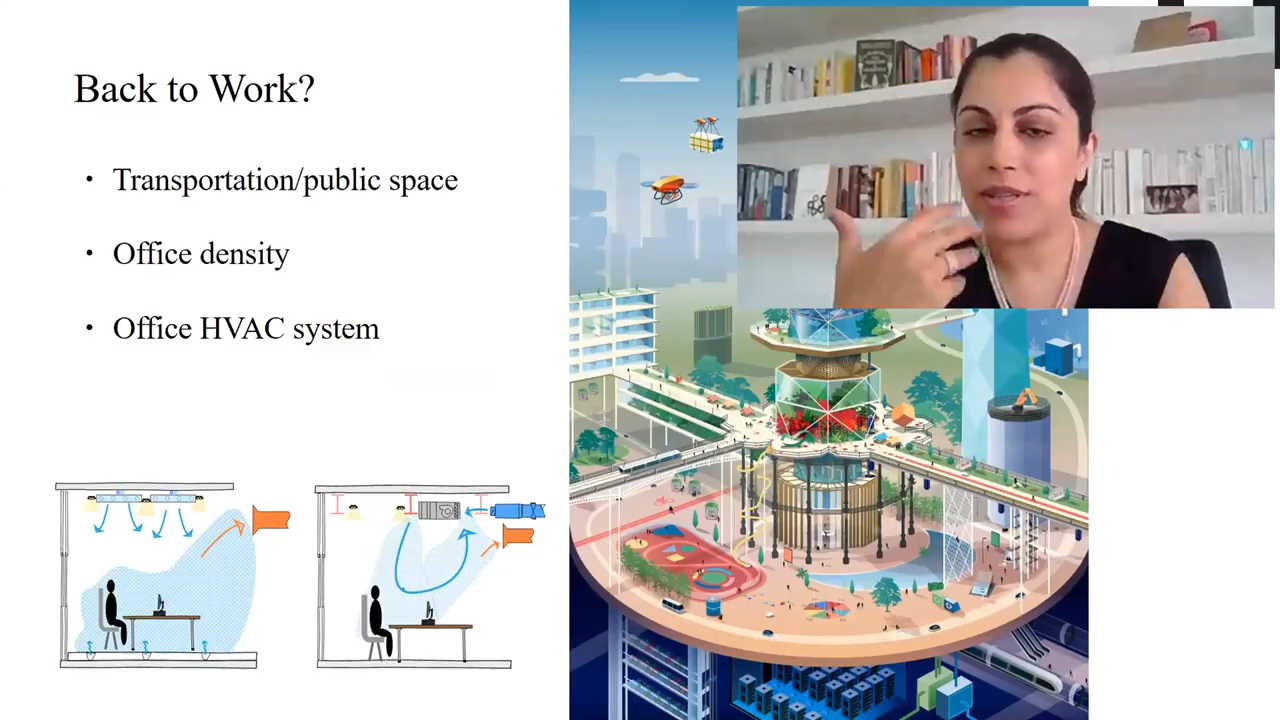 Back to Work?
• Transportation/public space
• Office density
• Office HVAC system